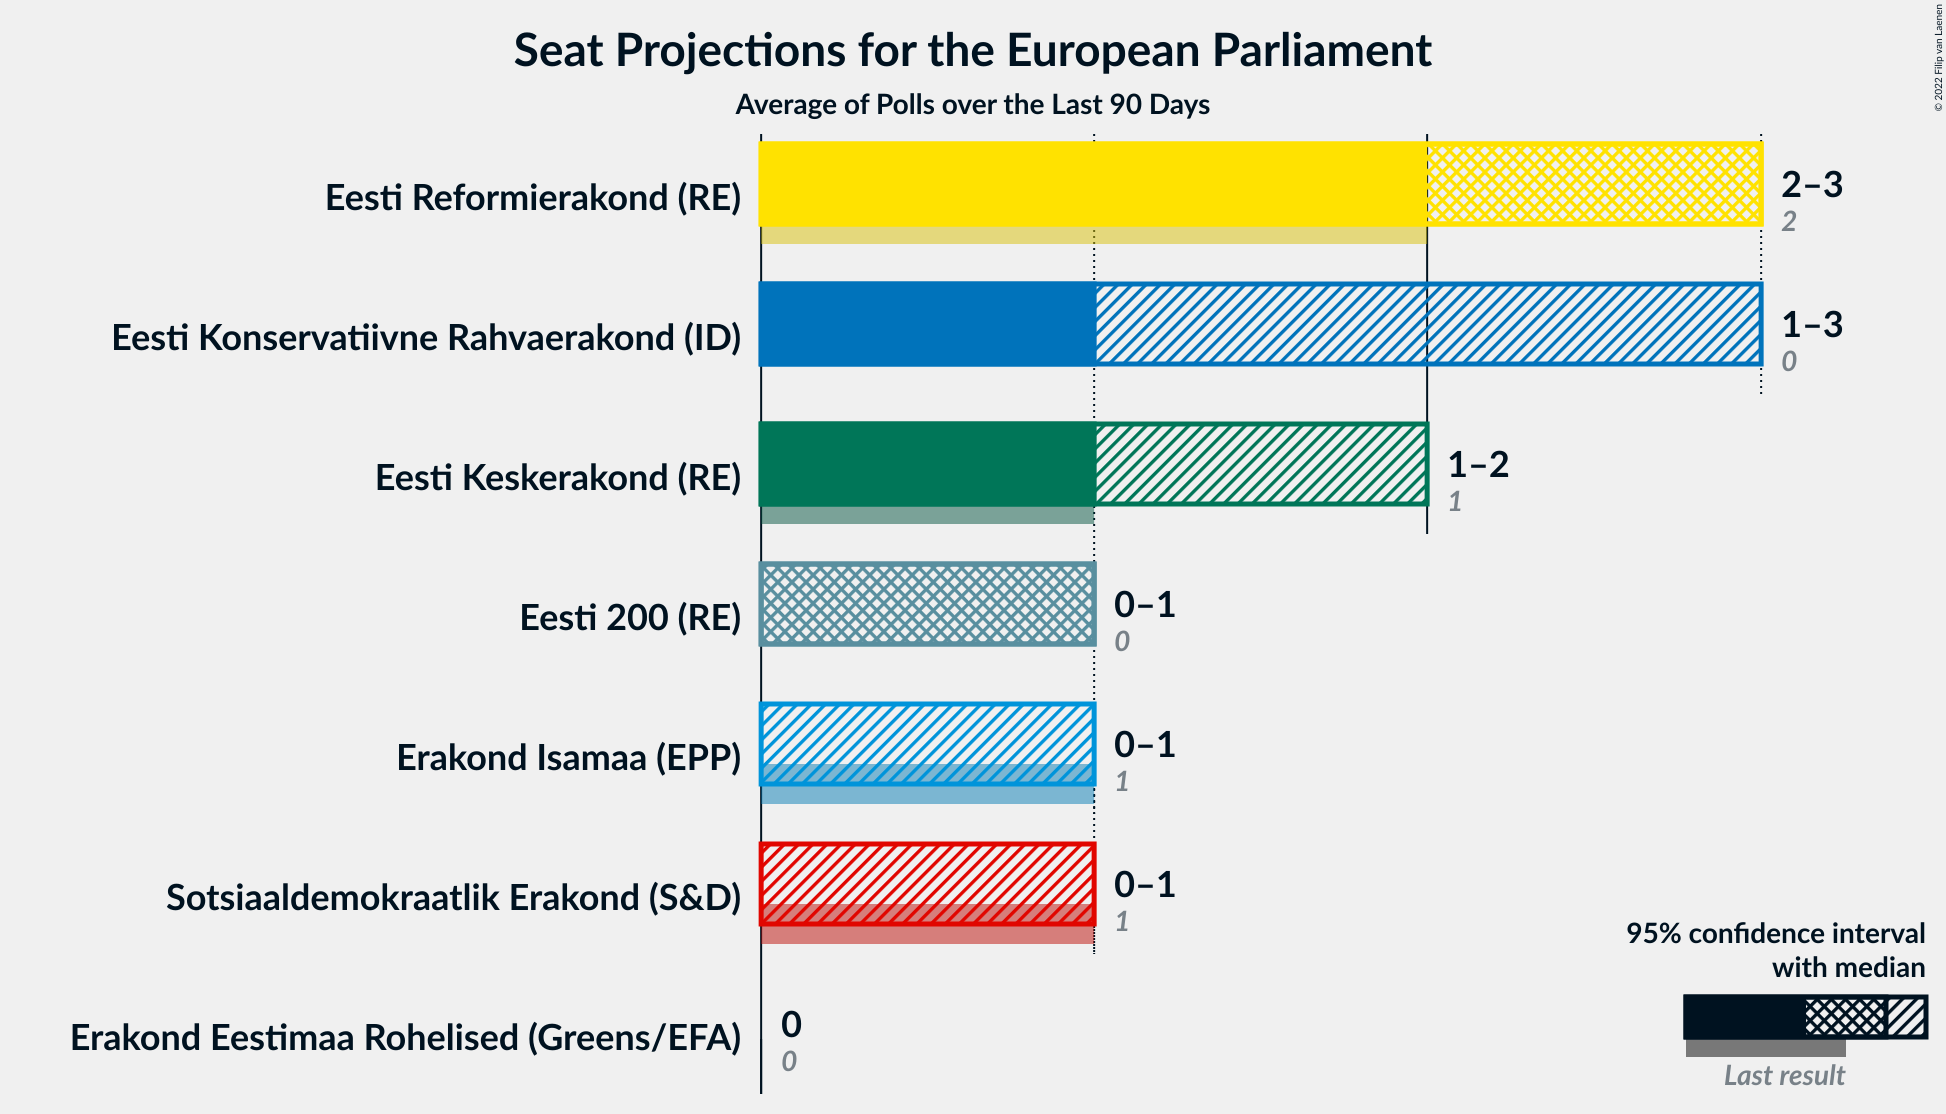 Seat Projections for the European Parliament
Average of Polls over the Last 90 Days
© 2022 Filip van Laenen
Eesti Reformierakond (RE)
2–3
2
Eesti Konservatiivne Rahvaerakond (ID)
1–3
0
Eesti Keskerakond (RE)
1–2
1
Eesti 200 (RE)
0–1
0
Erakond Isamaa (EPP)
0–1
1
Sotsiaaldemokraatlik Erakond (S&D)
0–1
1
Erakond Eestimaa Rohelised (Greens/EFA)
0
0
95% confidence interval
with median
Last result